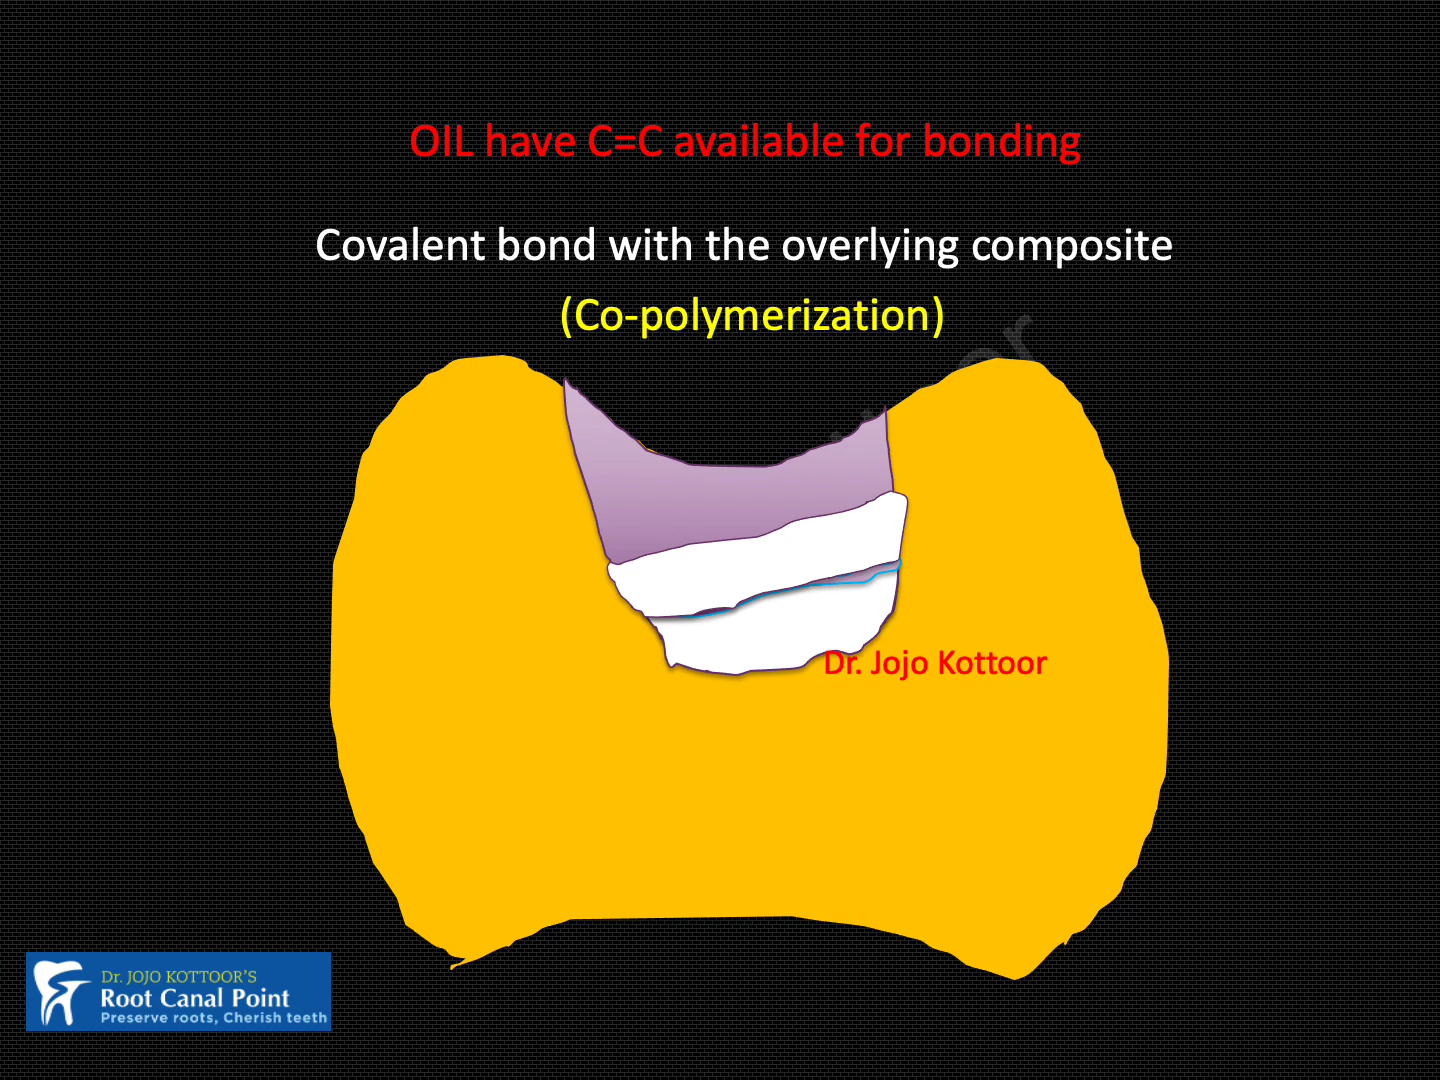 OIL have C=C available for bonding
Covalent bond with the overlying composite
(Co-polymerization)
Dr. Jojo Kottoor
Dr. JOJO KOTTOOR'S
Root Canal Point
Preserve roots, Cherish teeth